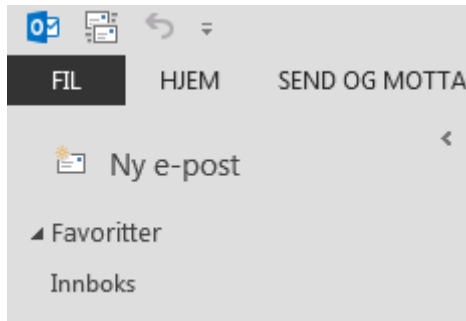 FIL HJEM SEND OG MOTTA
Ny e-post
Favoritter
Innboks